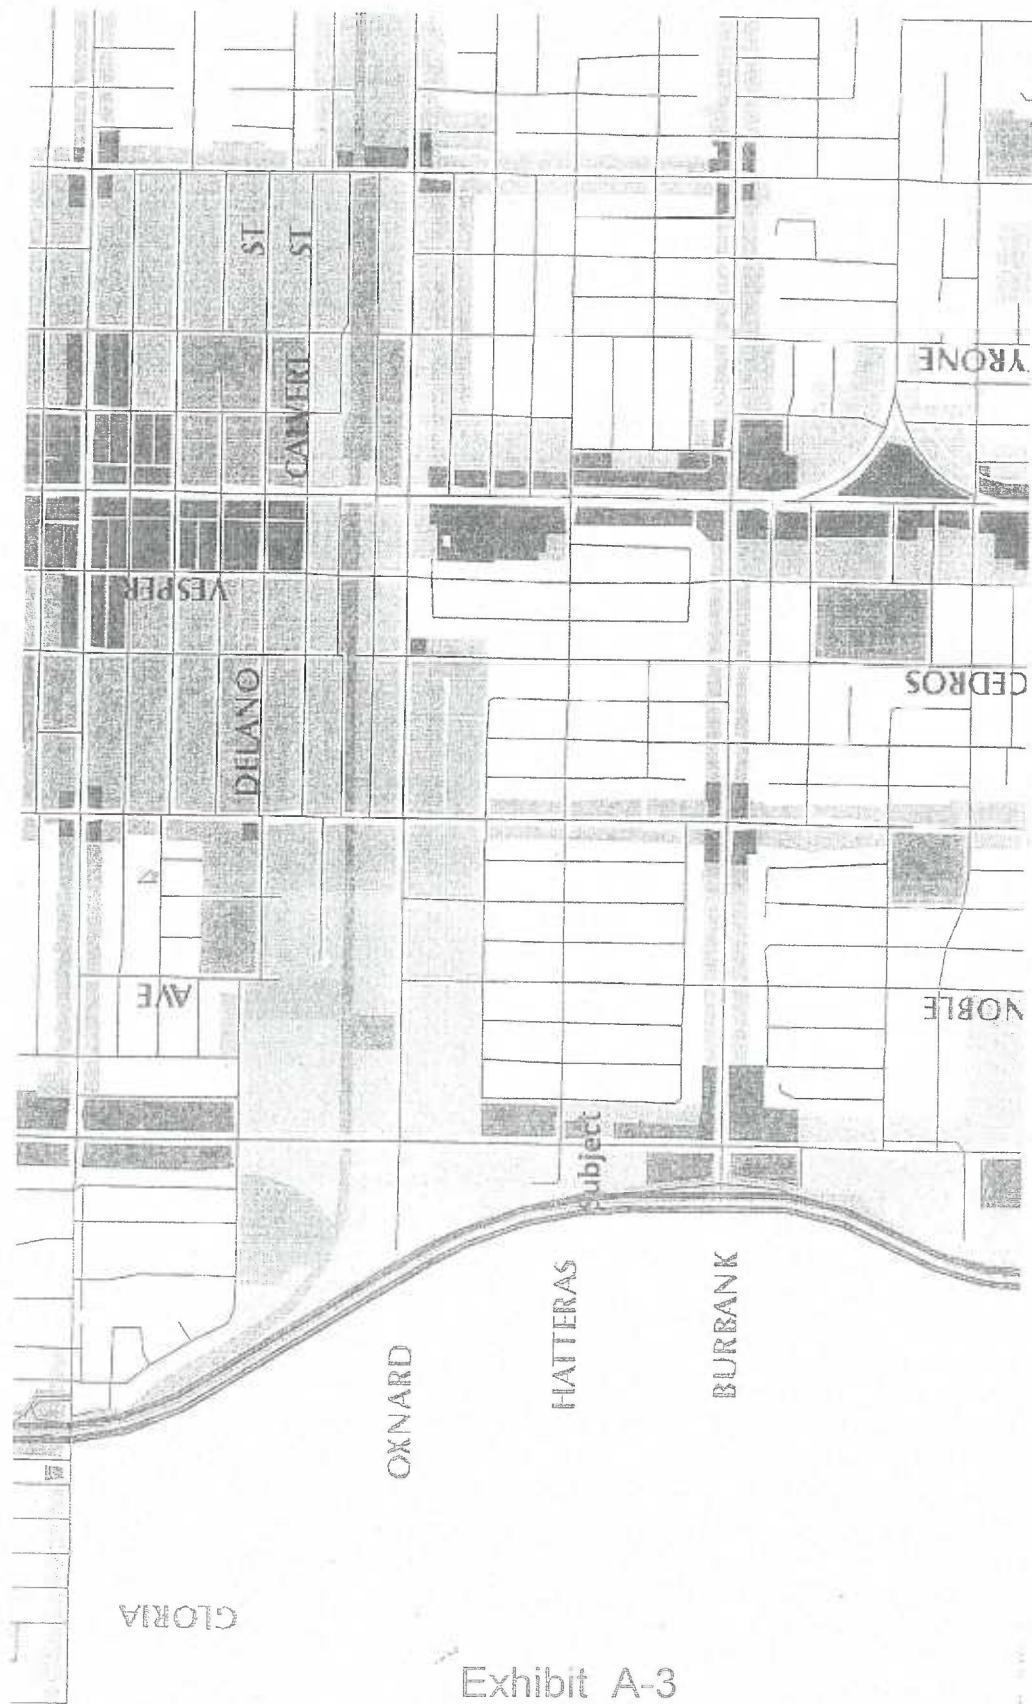 ST
ST
CALVERT
YRONE
VESPER
DELANO
CEDROS
AVE
NOBLE
Subject
HATTERAS
BURBANK
OXNARD
GLORIA
Exhibit A-3